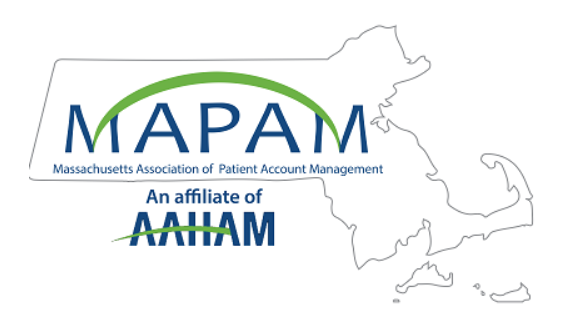 MAPAM
Massachusetts Association of Patient Account Management
An affiliate of
AAHAM